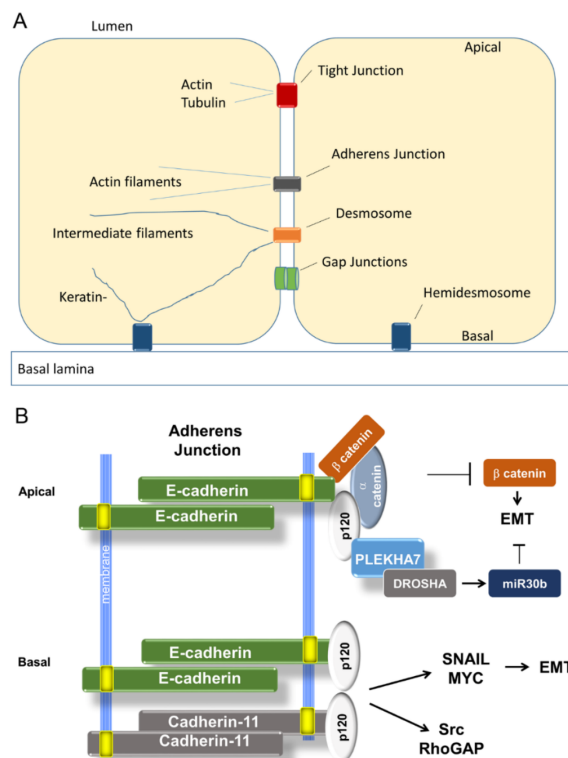 A
Lumen
Apical
Tight Junction
Actin
Tubulin
Adherens Junction
Actin filaments
Desmosome
Intermediate filaments
Gap Junctions
Keratin-
Hemidesmosome
Basal
Basal lamina
B
Adherens
Junction
Apical
membrane
E-cadherin
E-cadherin
β catenin
α
catenin
p120
PLEKHA7
DROSHA
miR30b
β catenin
EMT
Basal
E-cadherin
E-cadherin
p120
Cadherin-11
Cadherin-11
p120
SNAIL
MYC
EMT
Src
RhoGAP